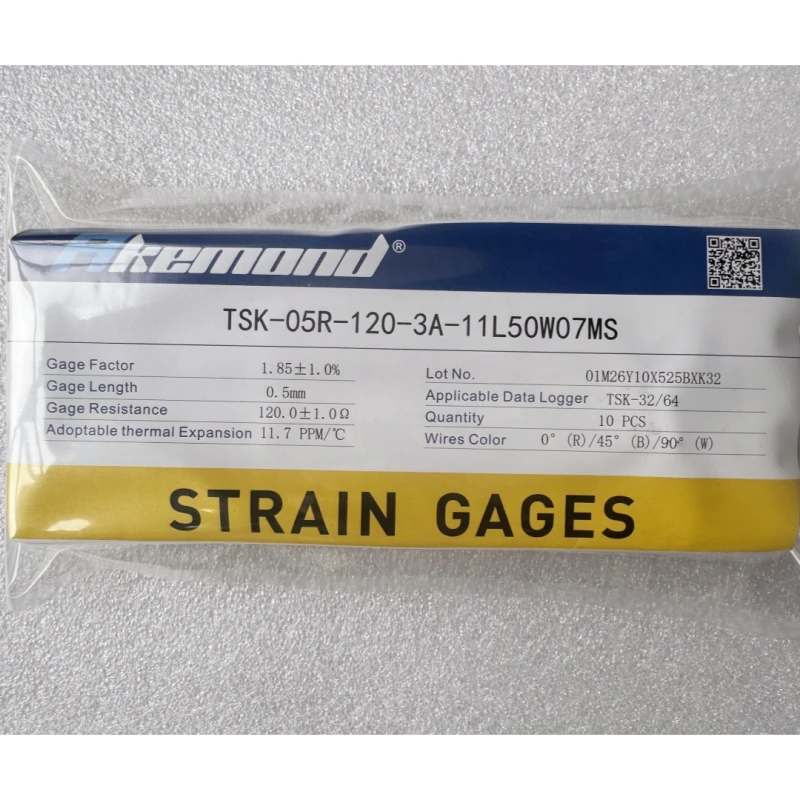 Akemond®
TSK-05R-120-3A-11L50W07MS
Gage Factor 1.85±1.0%
Gage Length 0.5mm
Gage Resistance 120.0±1.0Ω
Adoptable thermal Expansion 11.7 PPM/℃
Lot No. 01M26Y10X525BXK32
Applicable Data Logger TSK-32/64
Quantity 10 PCS
Wires Color 0° (R)/45° (B)/90° (W)
STRAIN GAGES